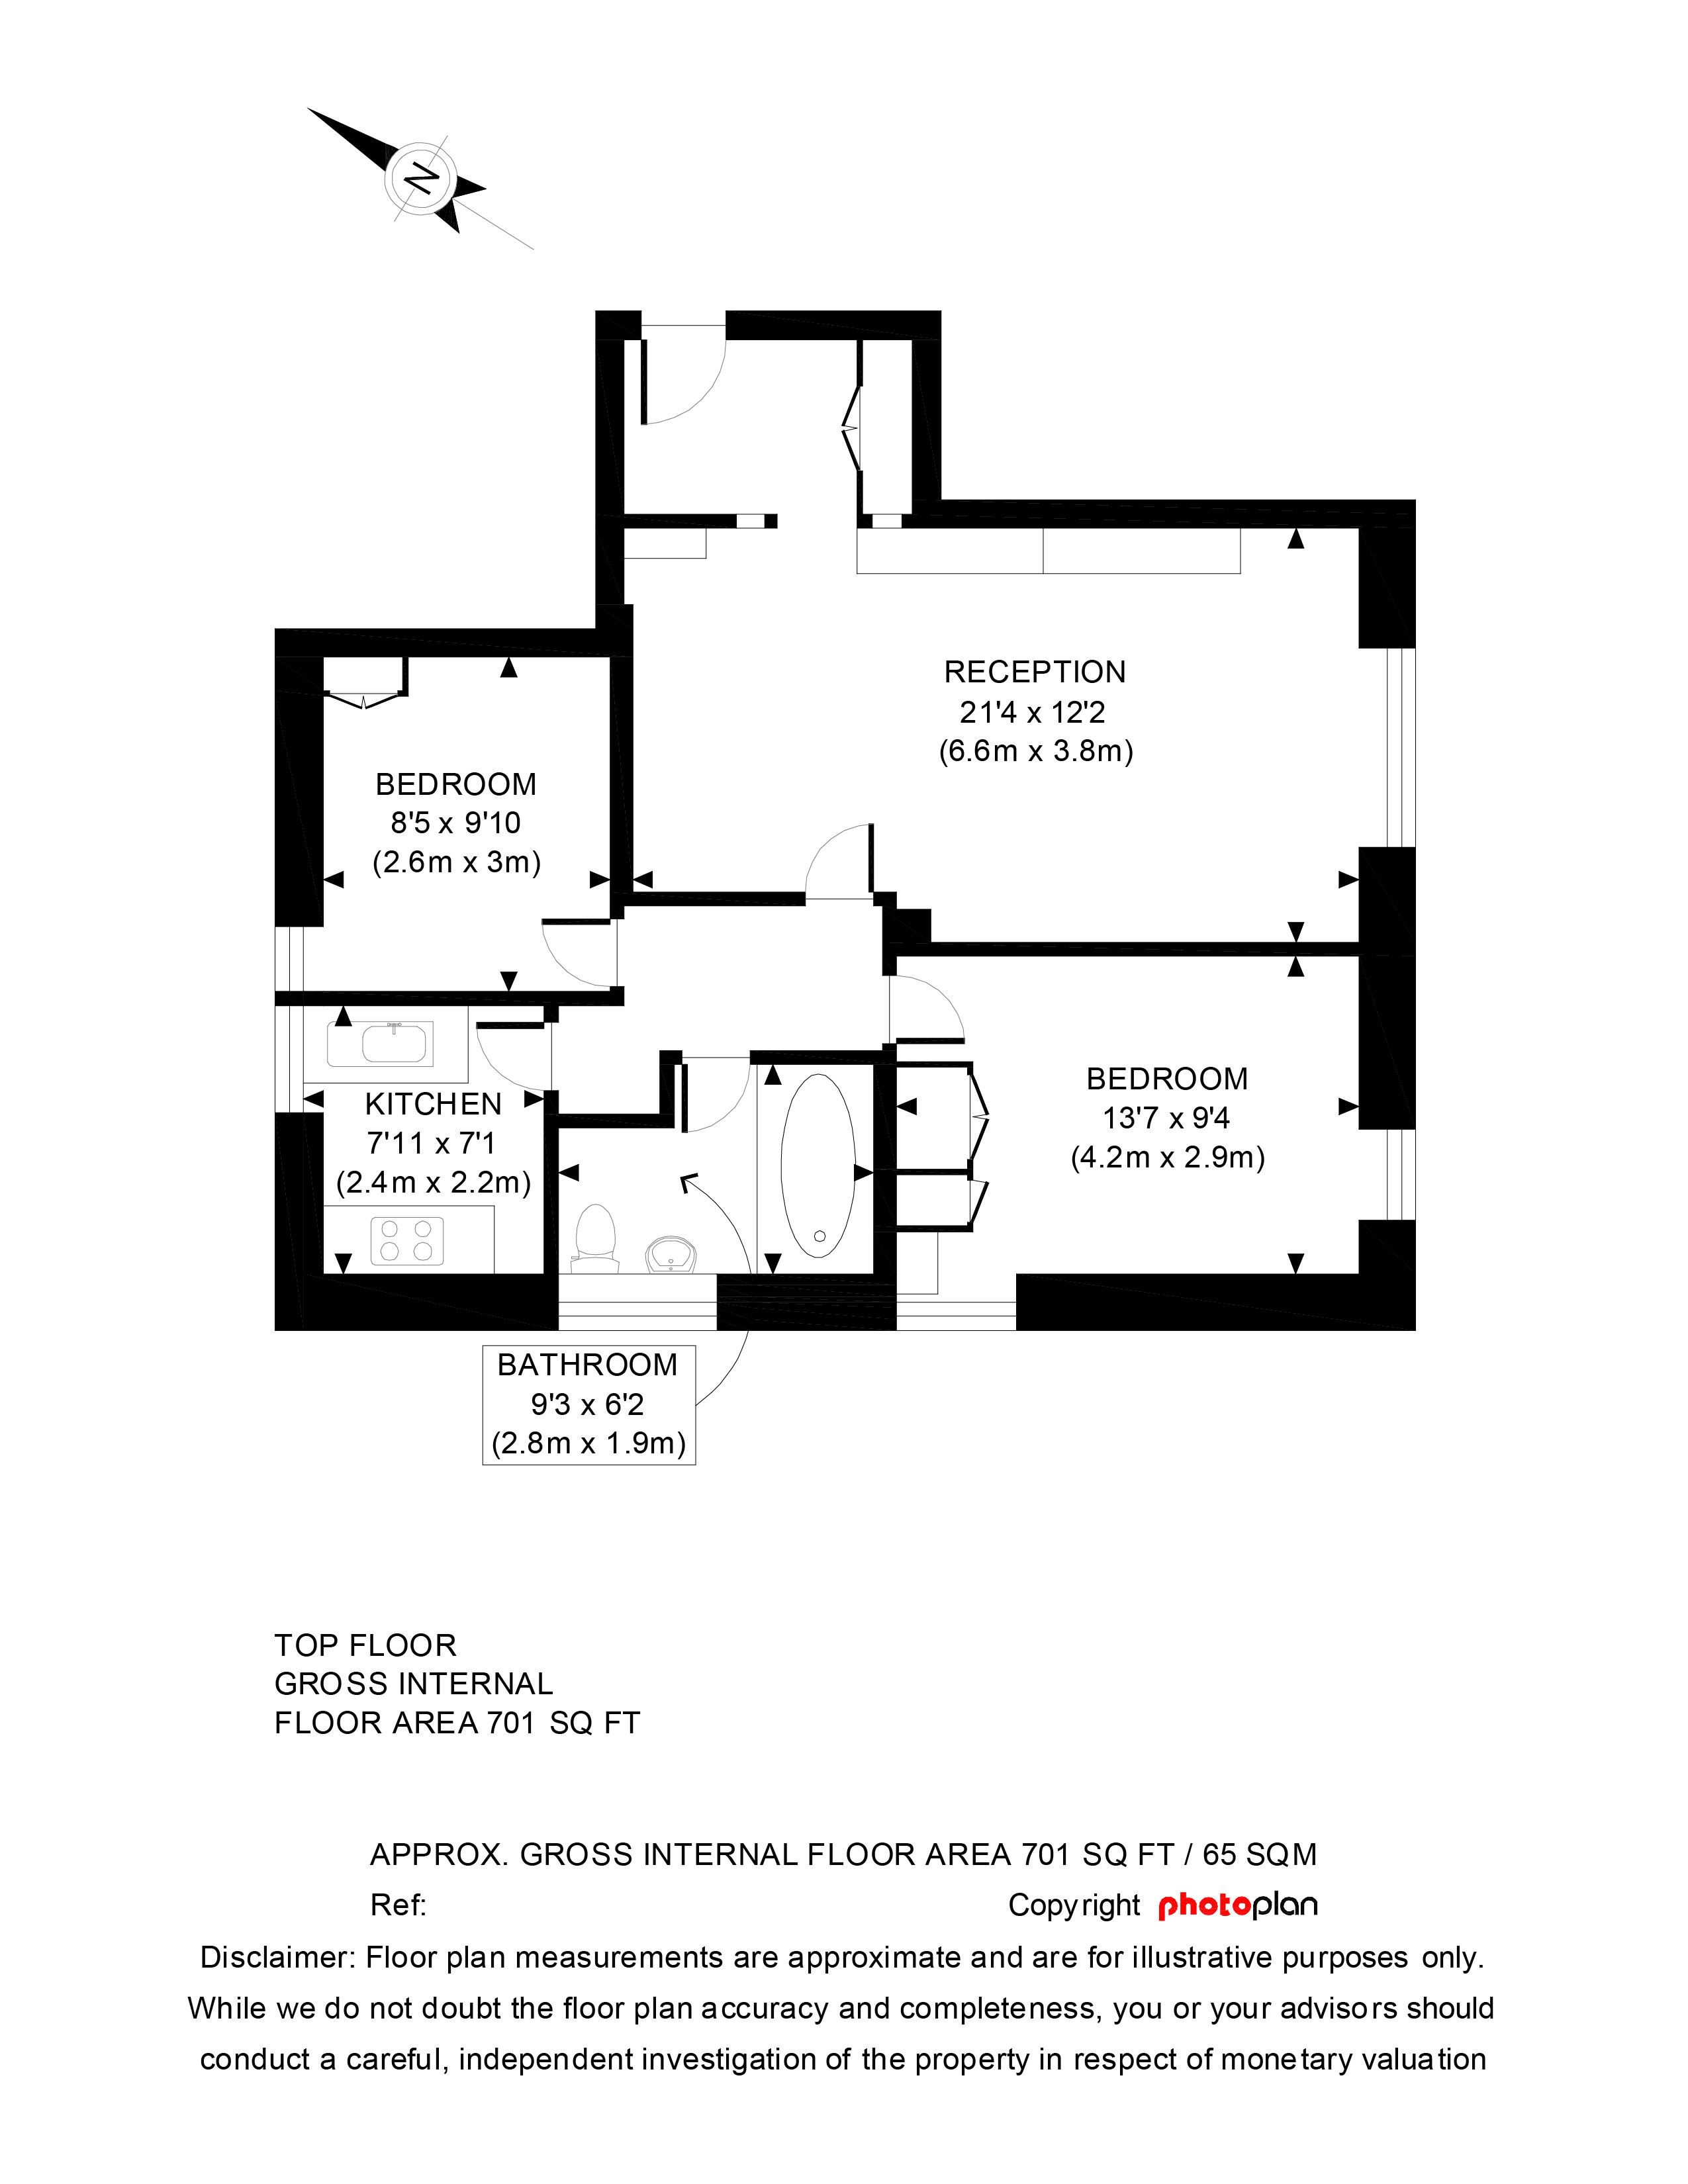 N
RECEPTION
21'4 x 12'2
(6.6m x 3.8m)
BEDROOM
8'5 x 9'10
(2.6m x 3m)
BEDROOM
13'7 x 9'4
(4.2m x 2.9m)
KITCHEN
7'11 x 7'1
(2.4m x 2.2m)
BATHROOM
9'3 x 6'2
(2.8m x 1.9m)
TOP FLOOR
GROSS INTERNAL
FLOOR AREA 701 SQ FT
APPROX. GROSS INTERNAL FLOOR AREA 701 SQ FT / 65 SQM
Ref: Copyright photoplan
Disclaimer: Floor plan measurements are approximate and are for illustrative purposes only.
While we do not doubt the floor plan accuracy and completeness, you or your advisors should
conduct a careful, independent investigation of the property in respect of monetary valuation